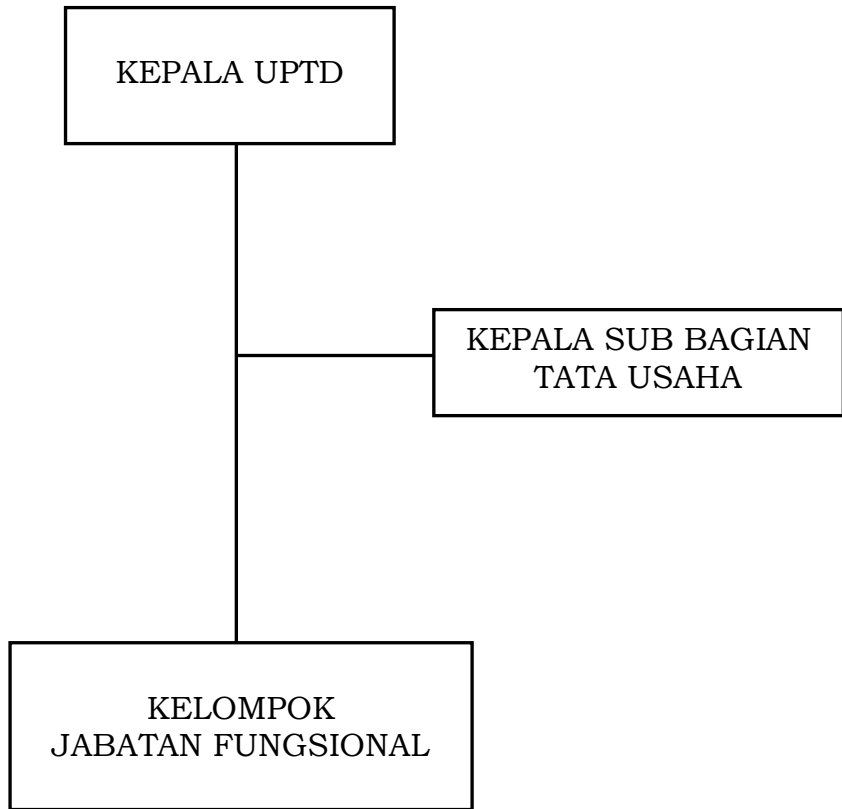 KEPALA UPTD
KEPALA SUB BAGIAN
TATA USAHA
KELOMPOK
JABATAN FUNGSIONAL